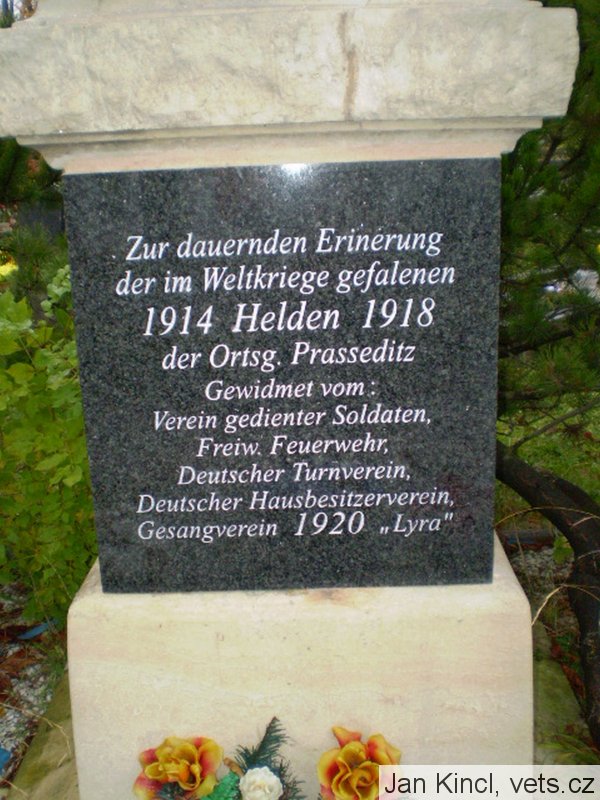 Zur dauernden Erinerung
der im Weltkriege gefalenen
1914 Helden 1918
der Ortsg. Prasseditz
Gewidmet vom:
Verein gedienter Soldaten,
Freiw. Feuerwehr,
Deutscher Turnverein,
Deutscher Hausbesitzerverein,
Gesangverein 1920 „Lyra"
Jan Kincl, vets.cz